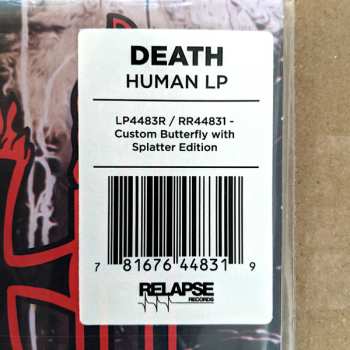 DEATH
HUMAN LP
LP4483R / RR44831 -
Custom Butterfly with
Splatter Edition
7 81676 44831 9
RELAPSE
RECORDS